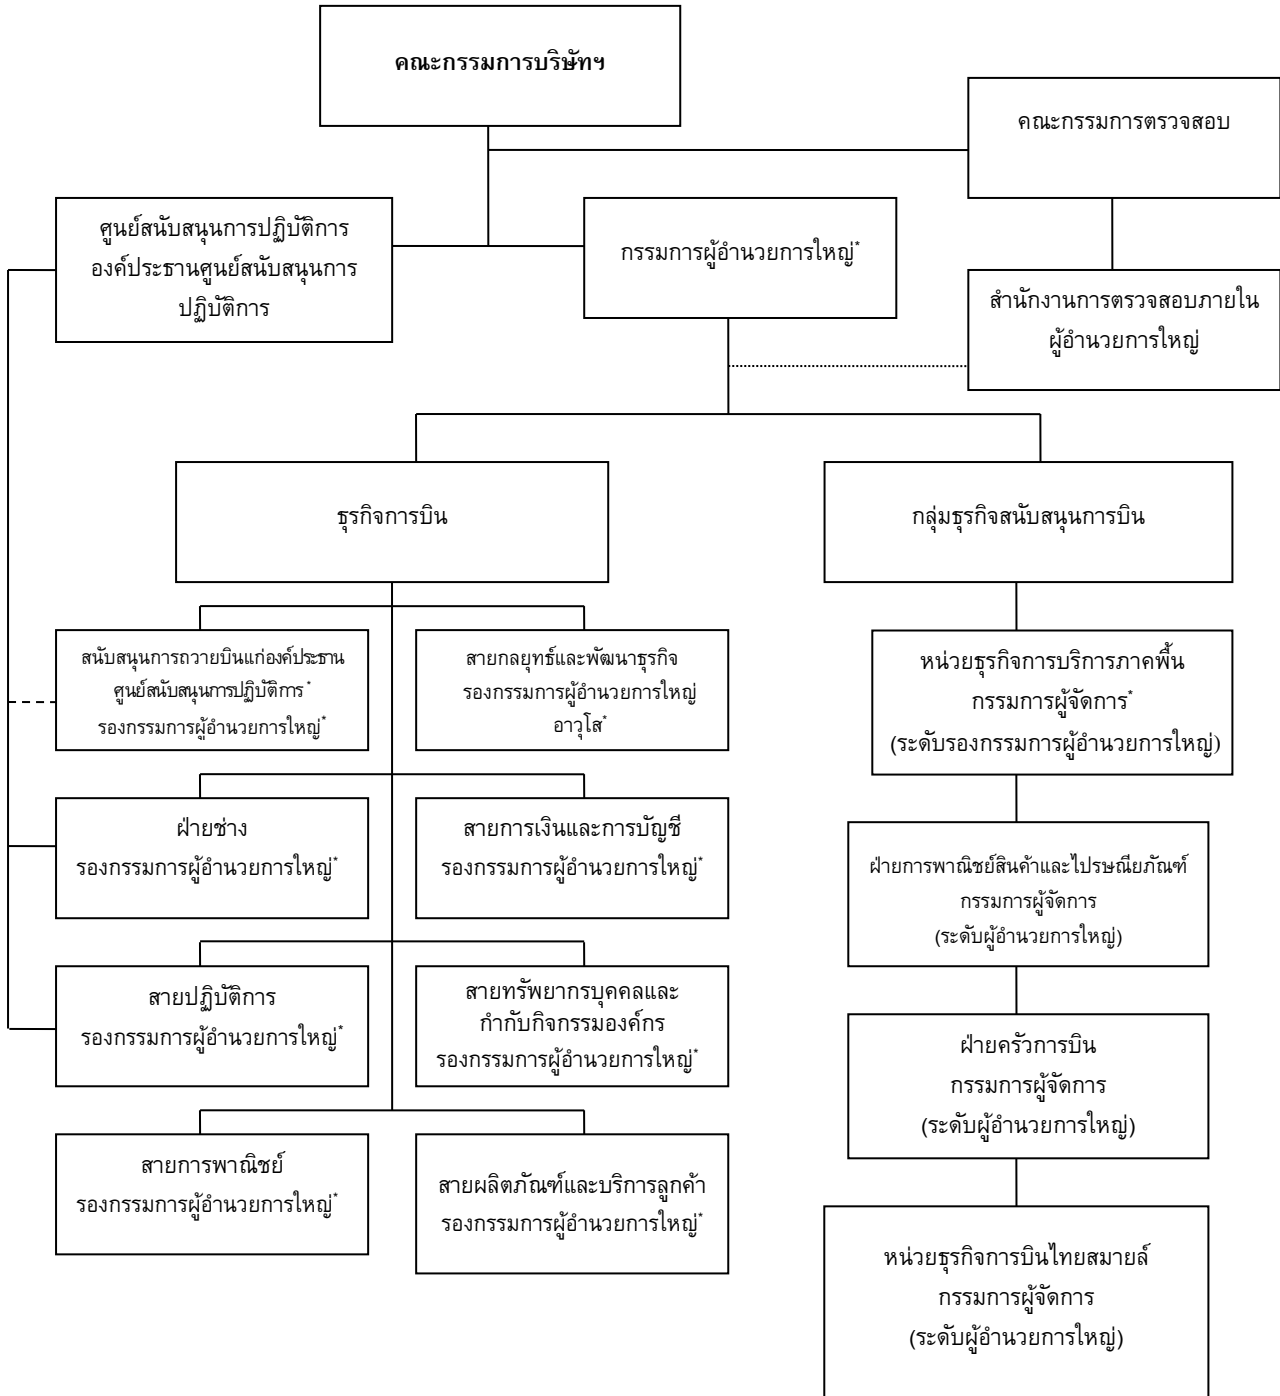 คณะกรรมการบริษัทฯ
คณะกรรมการตรวจสอบ
ศูนย์สนับสนุนการปฏิบัติการ
องค์ประธานศูนย์สนับสนุนการ
ปฏิบัติการ
กรรมการผู้อำนวยการใหญ่*
สำนักงานการตรวจสอบภายใน
ผู้อำนวยการใหญ่
ธุรกิจการบิน
กลุ่มธุรกิจสนับสนุนการบิน
สนับสนุนการถวายบินแก่องค์ประธาน
ศูนย์สนับสนุนการปฏิบัติการ*
รองกรรมการผู้อำนวยการใหญ่*
สายกลยุทธ์และพัฒนาธุรกิจ
รองกรรมการผู้อำนวยการใหญ่
อาวุโส*
หน่วยธุรกิจการบริการภาคพื้น
กรรมการผู้จัดการ*
(ระดับรองกรรมการผู้อำนวยการใหญ่)
ฝ่ายช่าง
รองกรรมการผู้อำนวยการใหญ่*
สายการเงินและการบัญชี
รองกรรมการผู้อำนวยการใหญ่*
ฝ่ายการพาณิชย์สินค้าและไปรษณียภัณฑ์
กรรมการผู้จัดการ
(ระดับผู้อำนวยการใหญ่)
สายปฏิบัติการ
รองกรรมการผู้อำนวยการใหญ่*
สายทรัพยากรบุคคลและ
กำกับกิจกรรมองค์กร
รองกรรมการผู้อำนวยการใหญ่*
ฝ่ายครัวการบิน
กรรมการผู้จัดการ
(ระดับผู้อำนวยการใหญ่)
สายการพาณิชย์
รองกรรมการผู้อำนวยการใหญ่*
สายผลิตภัณฑ์และบริการลูกค้า
รองกรรมการผู้อำนวยการใหญ่*
หน่วยธุรกิจการบินไทยสมายล์
กรรมการผู้จัดการ
(ระดับผู้อำนวยการใหญ่)